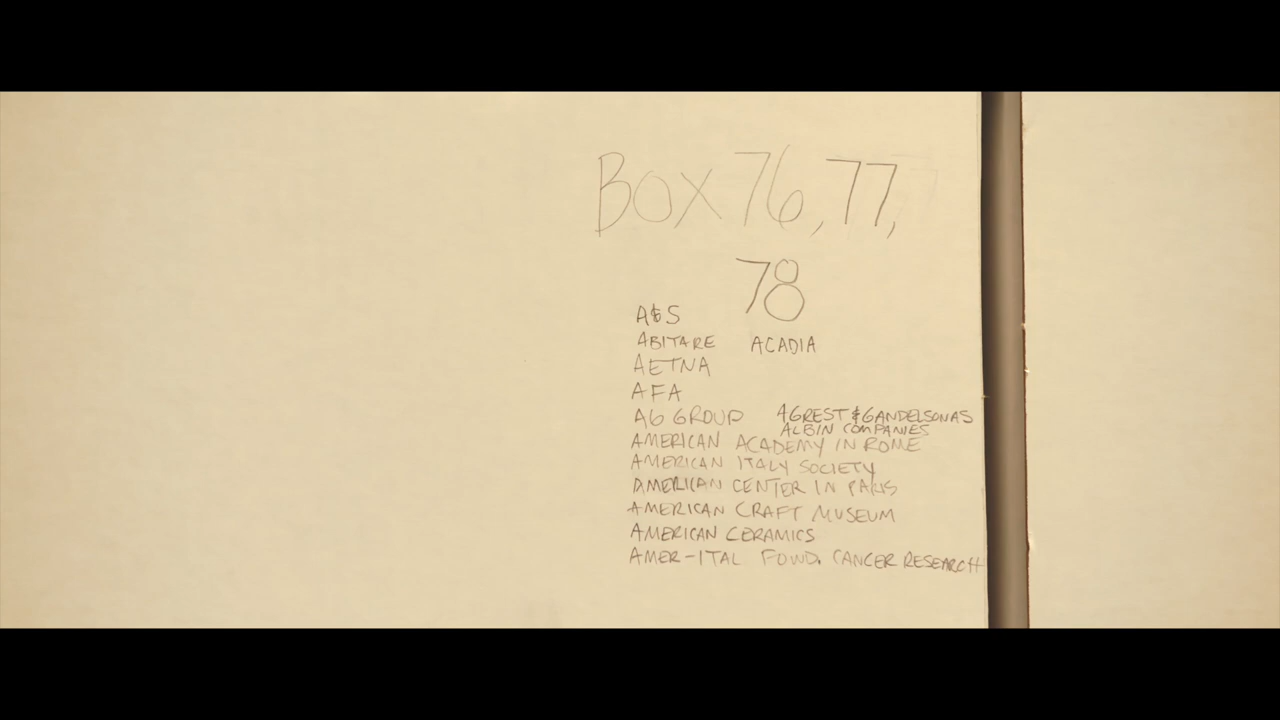 BOX 76, 77,
78
A&S
ABITARE ACADIA
AETNA
AFA
AG GROUP AGREST & GANDELSONAS
ALBIN COMPANIES
AMERICAN ACADEMY IN ROME
AMERICAN ITALY SOCIETY
AMERICAN CENTER IN PARIS
AMERICAN CRAFT MUSEUM
AMERICAN CERAMICS
AMER-ITAL FOUND. CANCER RESEARCH